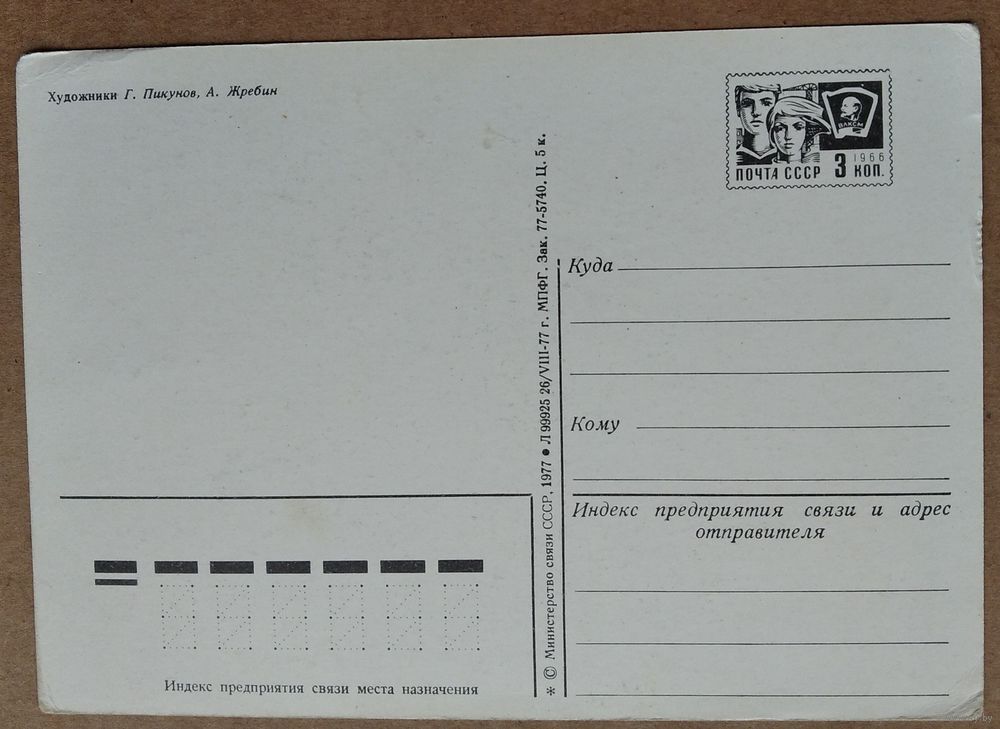 Художники Г. Пикунов, А. Жребин
ВЛКСМ
1966
ПОЧТА СССР 3 КОП.
* © Министерство связи СССР, 1977 ● Л 99925 26/VIII-77 г. МПФГ. Зак. 77-5740. Ц. 5 к.
Куда
Кому
Индекс предприятия связи и адрес
отправителя
Индекс предприятия связи места назначения